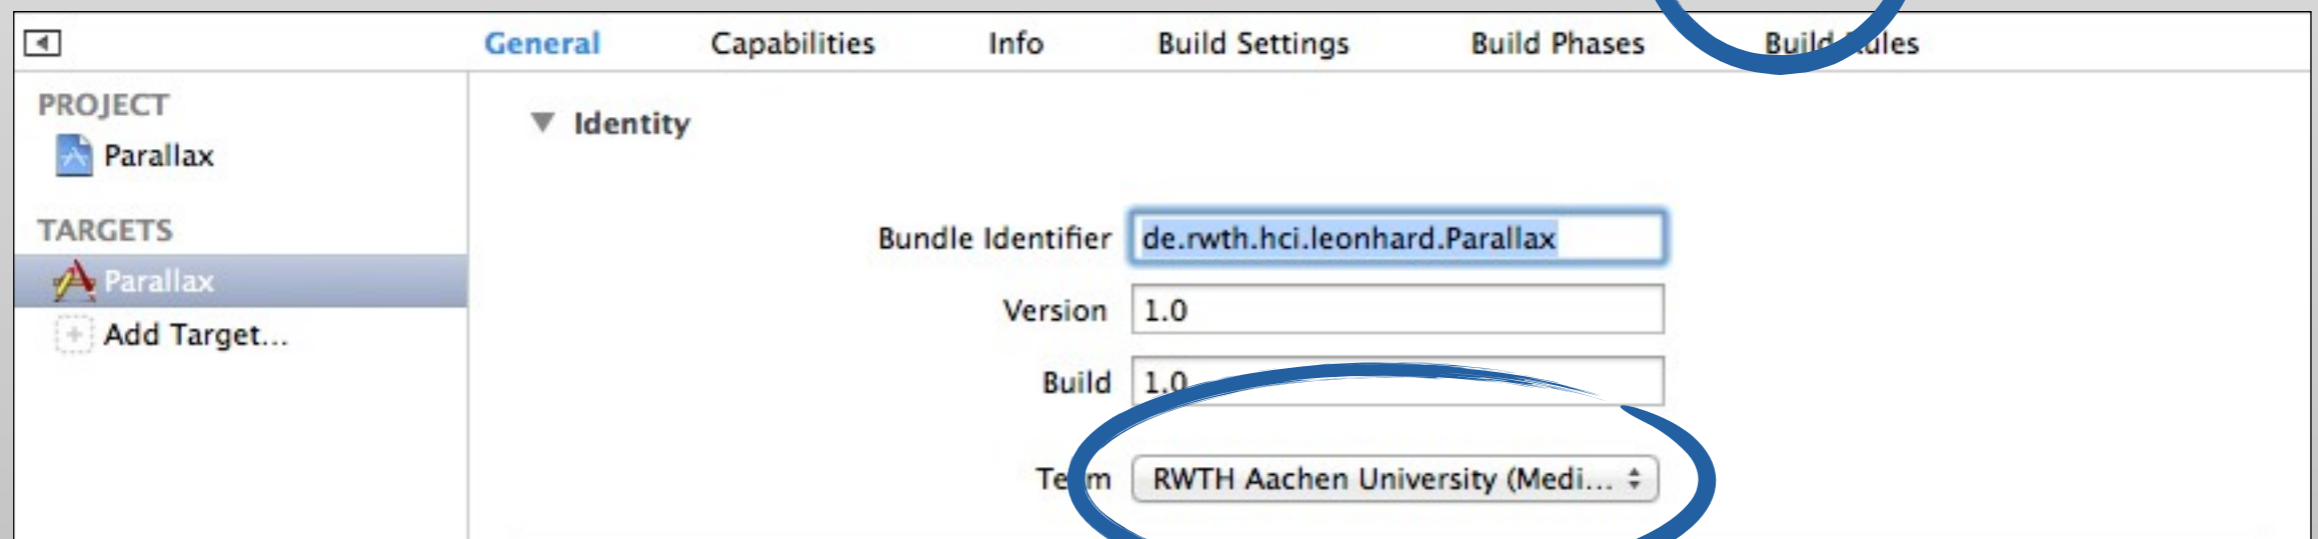 General Capabilities Info Build Settings Build Phases Build Rules
PROJECT
Parallax
TARGETS
Parallax
Add Target...
Identity
Bundle Identifier de.rwth.hci.leonhard.Parallax
Version 1.0
Build 1.0
Team RWTH Aachen University (Medi...